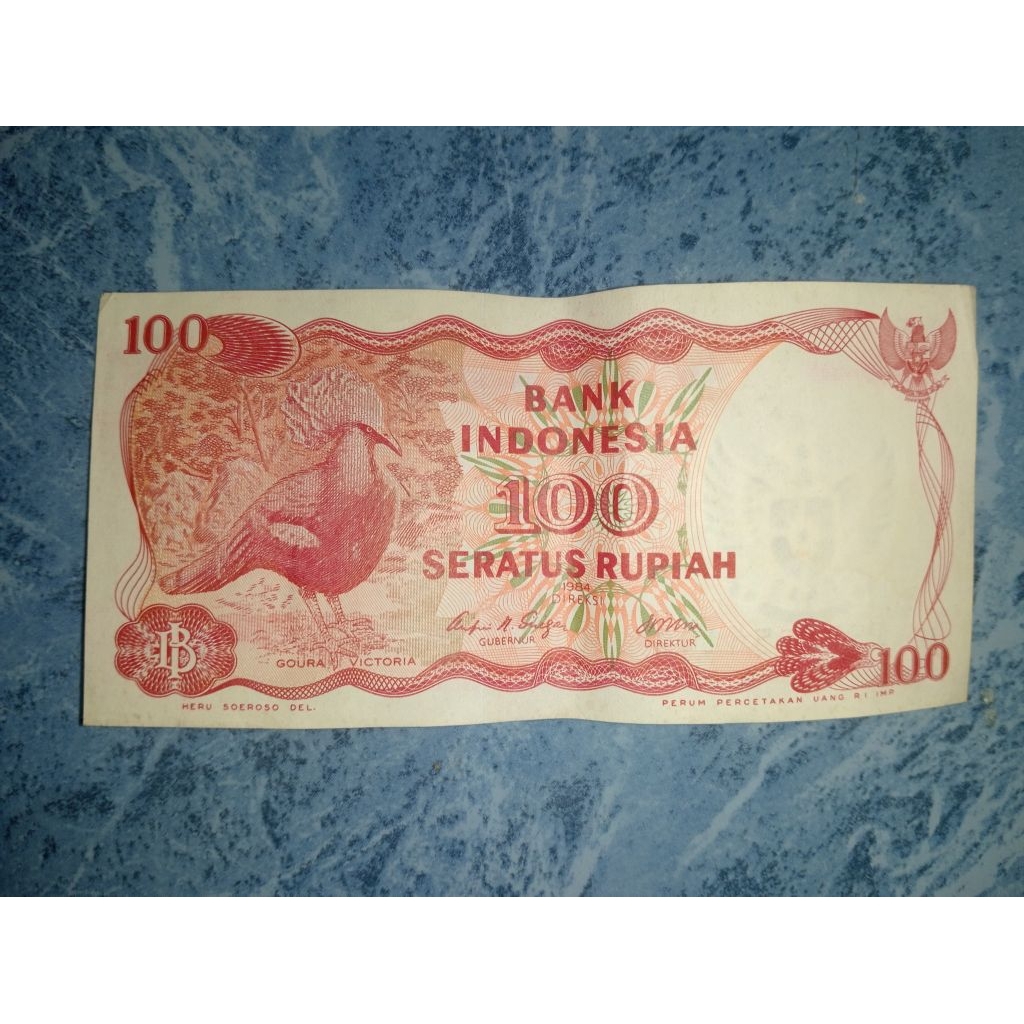 100
BANK
INDONESIA
100
SERATUS RUPIAH
1984
DIREKSI
GUBERNUR
DIREKTUR
GOURA VICTORIA
BI
100
HERU SOEROSO DEL.
PERUM PERCETAKAN UANG R I IMP